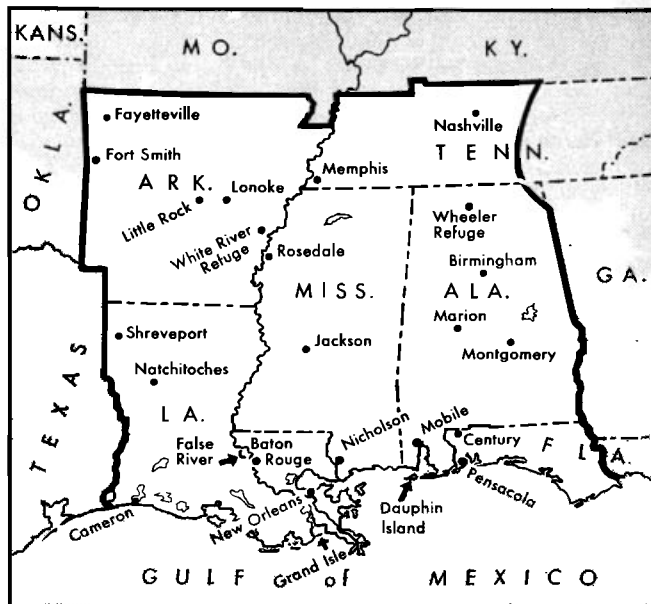 KANS.
MO.
KY.
OKLA.
Fayetteville
Nashville
TENN.
Fort Smith
ARK.
Lonoke
Memphis
Little Rock
White River
Refuge
Rosedale
Wheeler
Refuge
Birmingham
GA.
MISS.
ALA.
Marion
Shreveport
Jackson
Montgomery
Natchitoches
TEXAS
LA.
False
River
Baton
Rouge
Nicholson
Mobile
Century
FLA.
Pensacola
Cameron
New Orleans
Dauphin
Island
Grand Isle
GULF of MEXICO